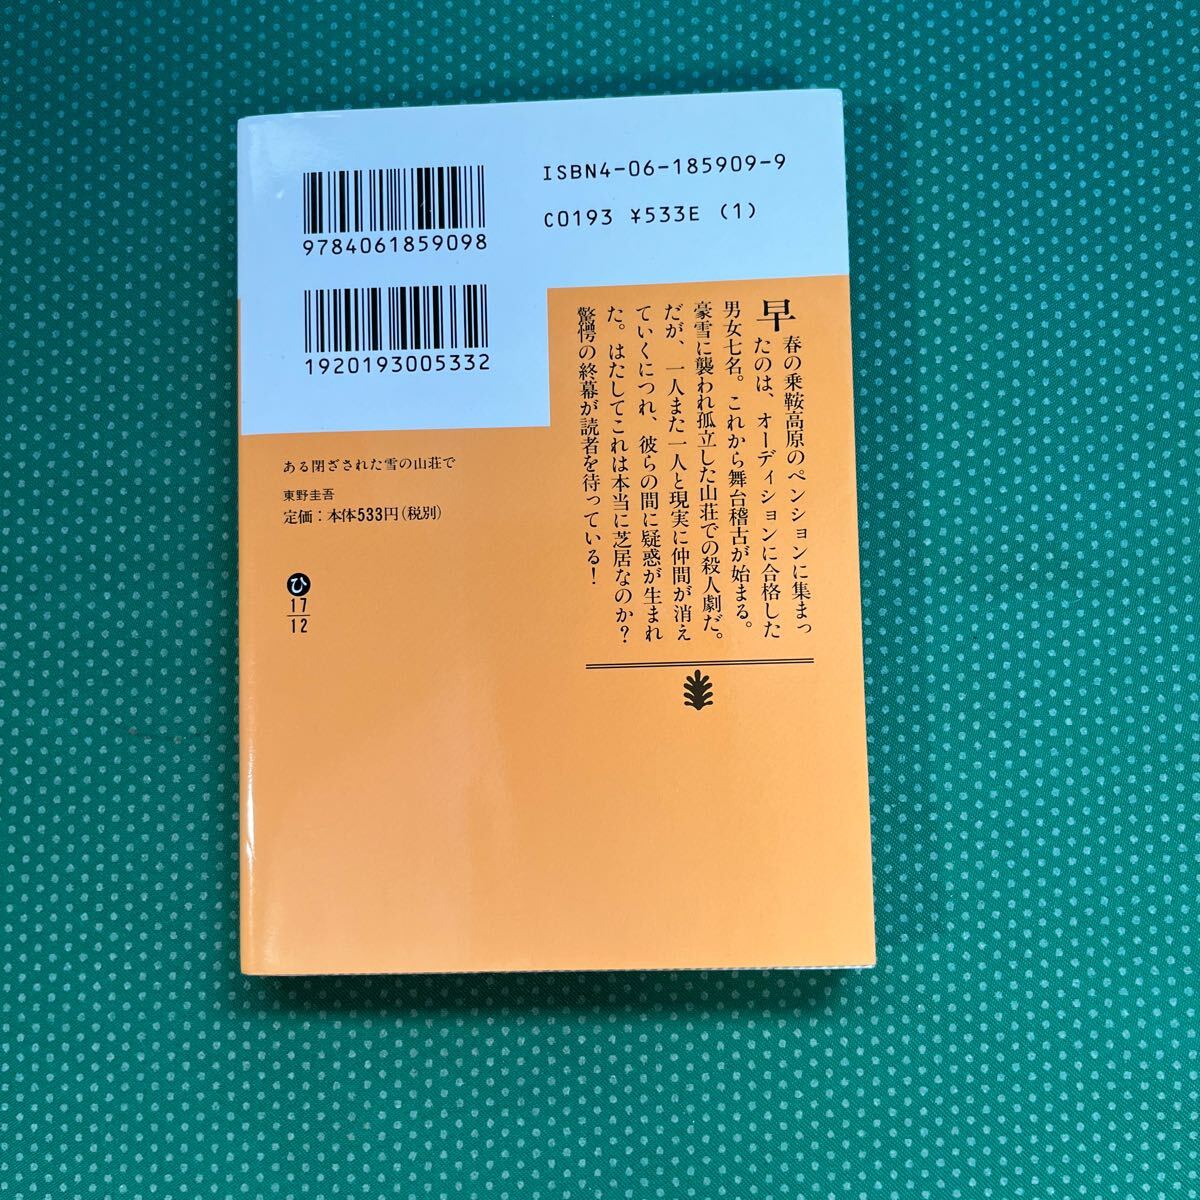 ISBN4-06-185909-9
C0193 ¥533E (1)
9784061859098
1920193005332
早春の乗鞍高原のペンションに集まっ
たのは、オーディションに合格した
男女七名。これから舞台稽古が始まる。
豪雪に襲われ孤立した山荘での殺人劇だ。
だが、一人また一人と現実に仲間が消え
ていくにつれ、彼らの間に疑惑が生まれ
た。はたしてこれは本当に芝居なのか？
驚愕の終幕が読者を待っている！
ある閉ざされた雪の山荘で
東野圭吾
定価：本体533円（税別）
ひ
17
12